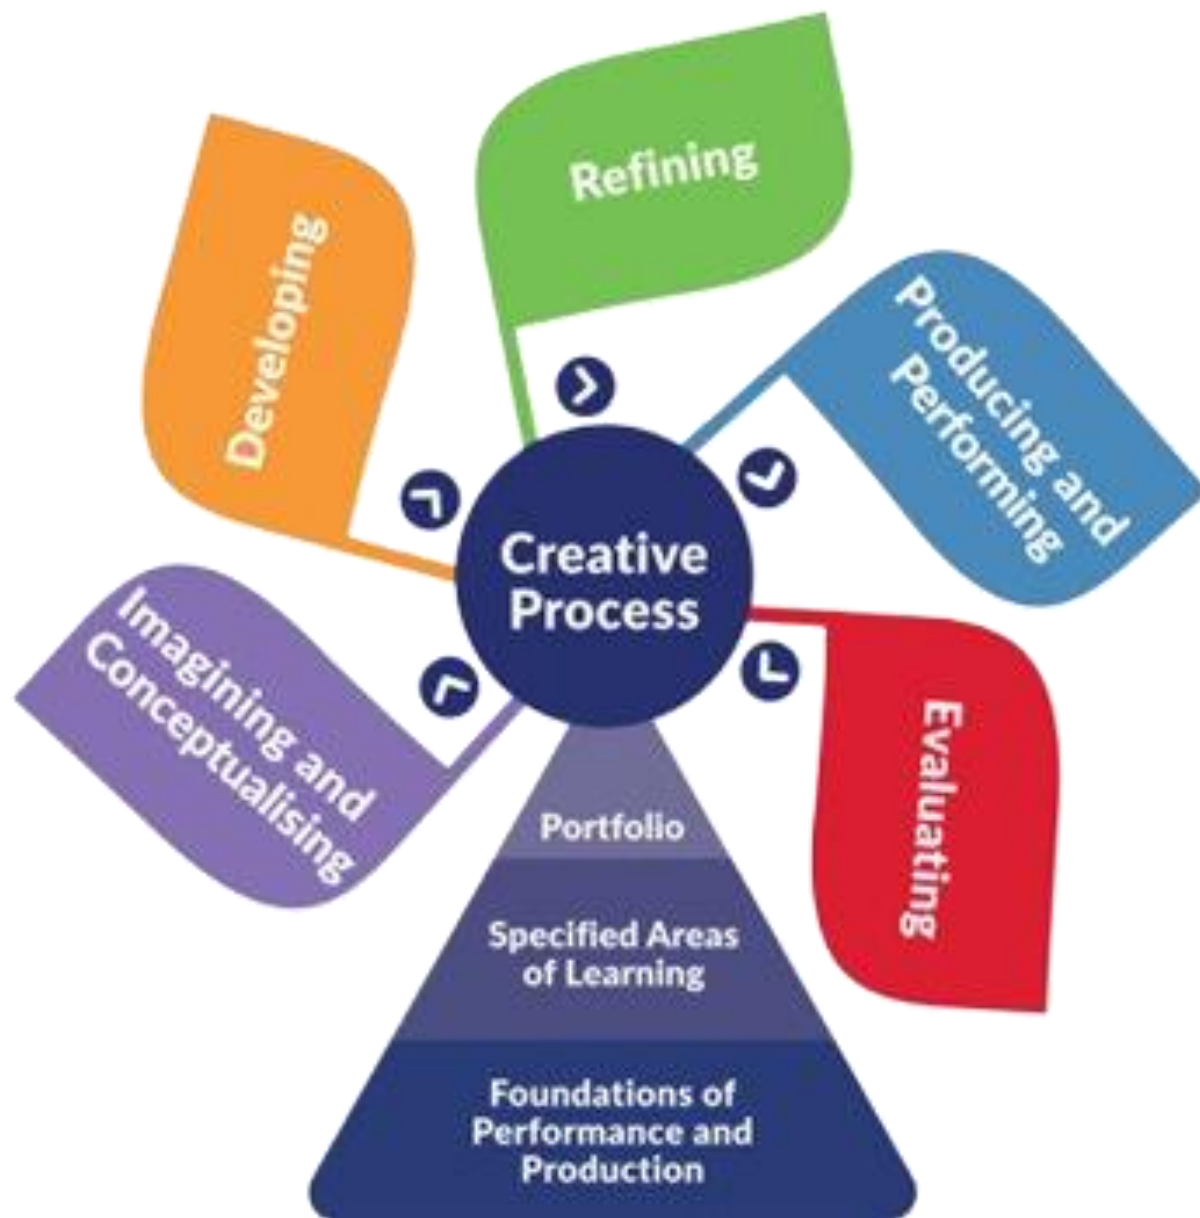 Refining
Developing
Producing and
Performing
Creative
Process
Imagining and
Conceptualising
Evaluating
Portfolio
Specified Areas
of Learning
Foundations of
Performance and
Production